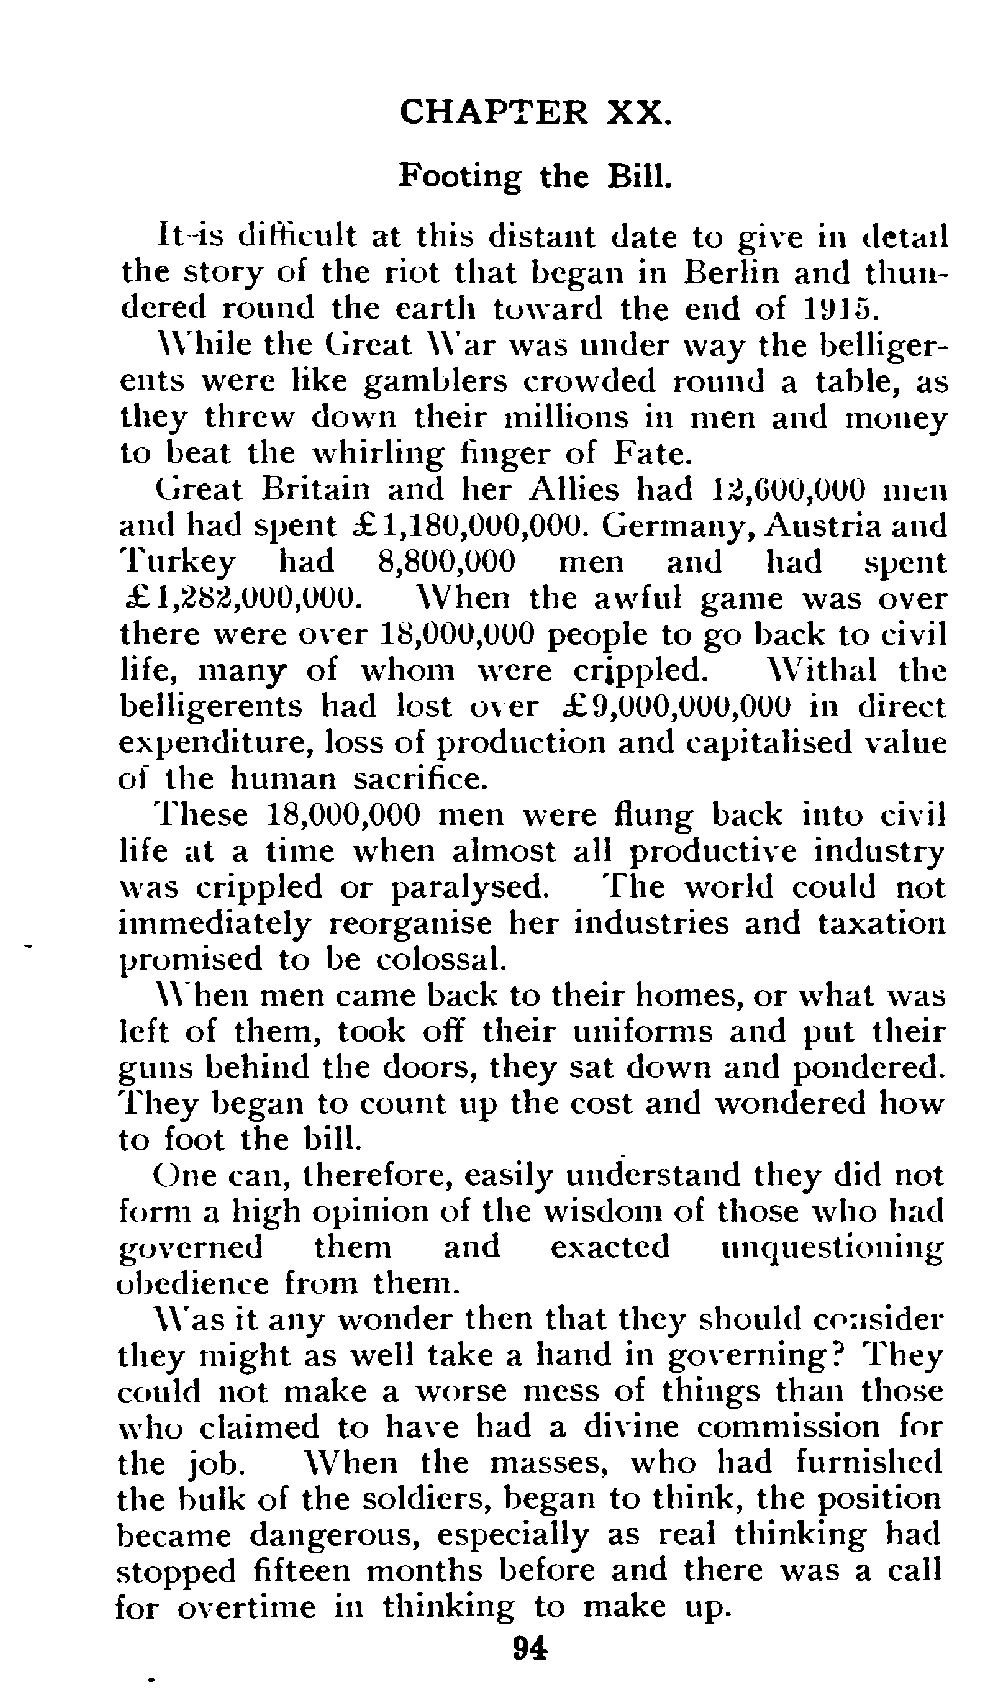 CHAPTER XX.
Footing the Bill.
It is difficult at this distant date to give in detail
the story of the riot that began in Berlin and thun-
dered round the earth toward the end of 1915.
While the Great War was under way the belliger-
ents were like gamblers crowded round a table, as
they threw down their millions in men and money
to beat the whirling finger of Fate.
Great Britain and her Allies had 12,600,000 men
and had spent £1,180,000,000. Germany, Austria and
Turkey had 8,800,000 men and had spent
£1,282,000,000. When the awful game was over
there were over 18,000,000 people to go back to civil
life, many of whom were crippled. Withal the
belligerents had lost over £9,000,000,000 in direct
expenditure, loss of production and capitalised value
of the human sacrifice.
These 18,000,000 men were flung back into civil
life at a time when almost all productive industry
was crippled or paralysed. The world could not
immediately reorganise her industries and taxation
promised to be colossal.
When men came back to their homes, or what was
left of them, took off their uniforms and put their
guns behind the doors, they sat down and pondered.
They began to count up the cost and wondered how
to foot the bill.
One can, therefore, easily understand they did not
form a high opinion of the wisdom of those who had
governed them and exacted unquestioning
obedience from them.
Was it any wonder then that they should consider
they might as well take a hand in governing? They
could not make a worse mess of things than those
who claimed to have had a divine commission for
the job. When the masses, who had furnished
the bulk of the soldiers, began to think, the position
became dangerous, especially as real thinking had
stopped fifteen months before and there was a call
for overtime in thinking to make up.
94